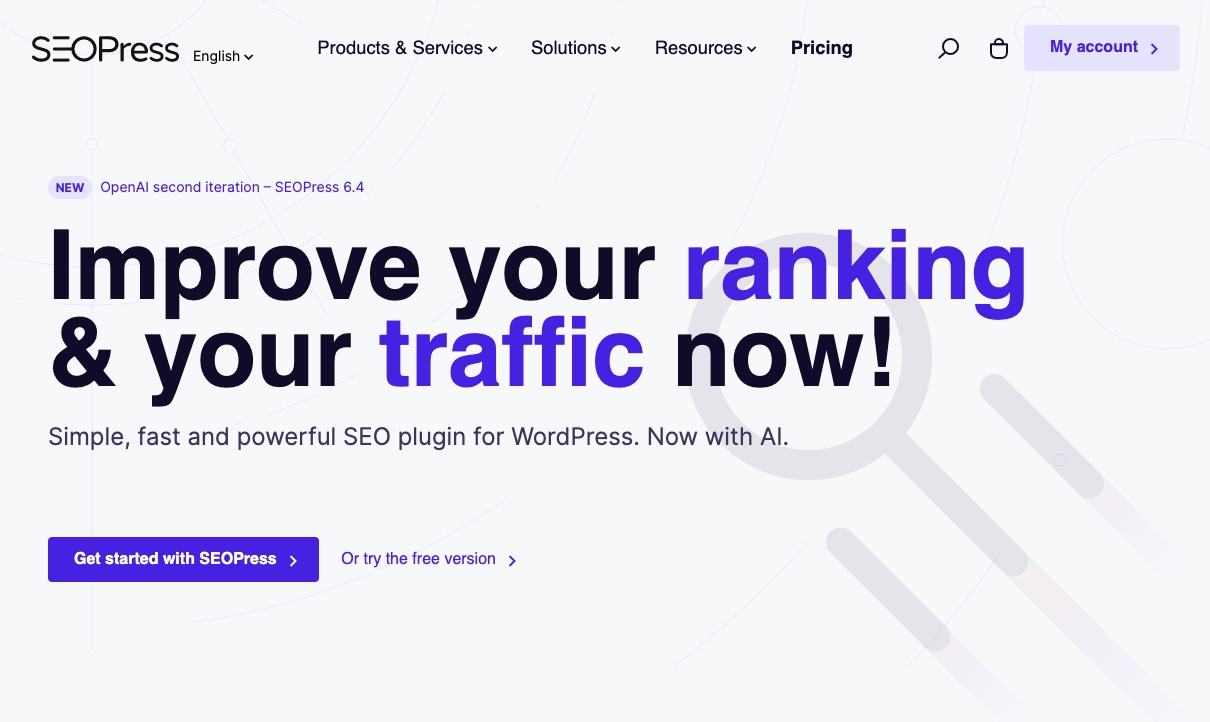 SEOPress
English
Products & Services
Solutions
Resources
Pricing
My account
NEW OpenAI second iteration – SEOPress 6.4
Improve your ranking
& your traffic now!
Simple, fast and powerful SEO plugin for WordPress. Now with AI.
Get started with SEOPress
Or try the free version